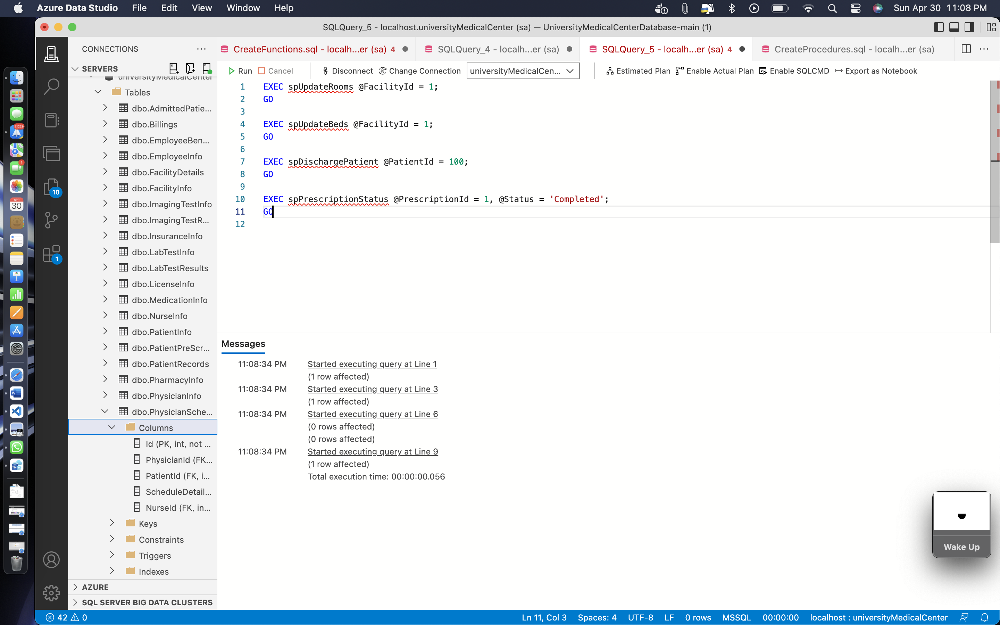 Azure Data Studio File Edit View Window Help Sun Apr 30 11:08 PM
SQLQuery_5 - localhost.universityMedicalCenter (sa) — UniversityMedicalCenterDatabase-main (1)
CONNECTIONS
CreateFunctions.sql - localh...er (sa) 4
SQLQuery_4 - localh...er (sa)
SQLQuery_5 - localh...er (sa) 4
CreateProcedures.sql - localh...er (sa)
SERVERS
Run Cancel Disconnect Change Connection universityMedicalCen... Estimated Plan Enable Actual Plan Enable SQLCMD Export as Notebook
universityMedicalCenter
Tables
dbo.AdmittedPatie...
dbo.Billings
dbo.EmployeeBen...
dbo.EmployeeInfo
dbo.FacilityDetails
dbo.FacilityInfo
dbo.ImagingTestInfo
dbo.ImagingTestR...
dbo.InsuranceInfo
dbo.LabTestInfo
dbo.LabTestResults
dbo.LicenseInfo
dbo.MedicationInfo
dbo.NurseInfo
dbo.PatientInfo
dbo.PatientPreScr...
dbo.PatientRecords
dbo.PharmacyInfo
dbo.PhysicianInfo
dbo.PhysicianSche...
Columns
Id (PK, int, not ...
PhysicianId (FK...
PatientId (FK, i...
ScheduleDetail...
NurseId (FK, in...
Keys
Constraints
Triggers
Indexes
AZURE
SQL SERVER BIG DATA CLUSTERS
1 EXEC spUpdateRooms @FacilityId = 1;
2 GO
3
4 EXEC spUpdateBeds @FacilityId = 1;
5 GO
6
7 EXEC spDischargePatient @PatientId = 100;
8 GO
9
10 EXEC spPrescriptionStatus @PrescriptionId = 1, @Status = 'Completed';
11 GO
12
Messages
11:08:34 PM Started executing query at Line 1
(1 row affected)
11:08:34 PM Started executing query at Line 3
(1 row affected)
11:08:34 PM Started executing query at Line 6
(0 rows affected)
(0 rows affected)
11:08:34 PM Started executing query at Line 9
(1 row affected)
Total execution time: 00:00:00.056
Wake Up
21229
1
APR
30
10
1
42 0
Ln 11, Col 3 Spaces: 4 UTF-8 LF 0 rows MSSQL 00:00:00 localhost : universityMedicalCenter